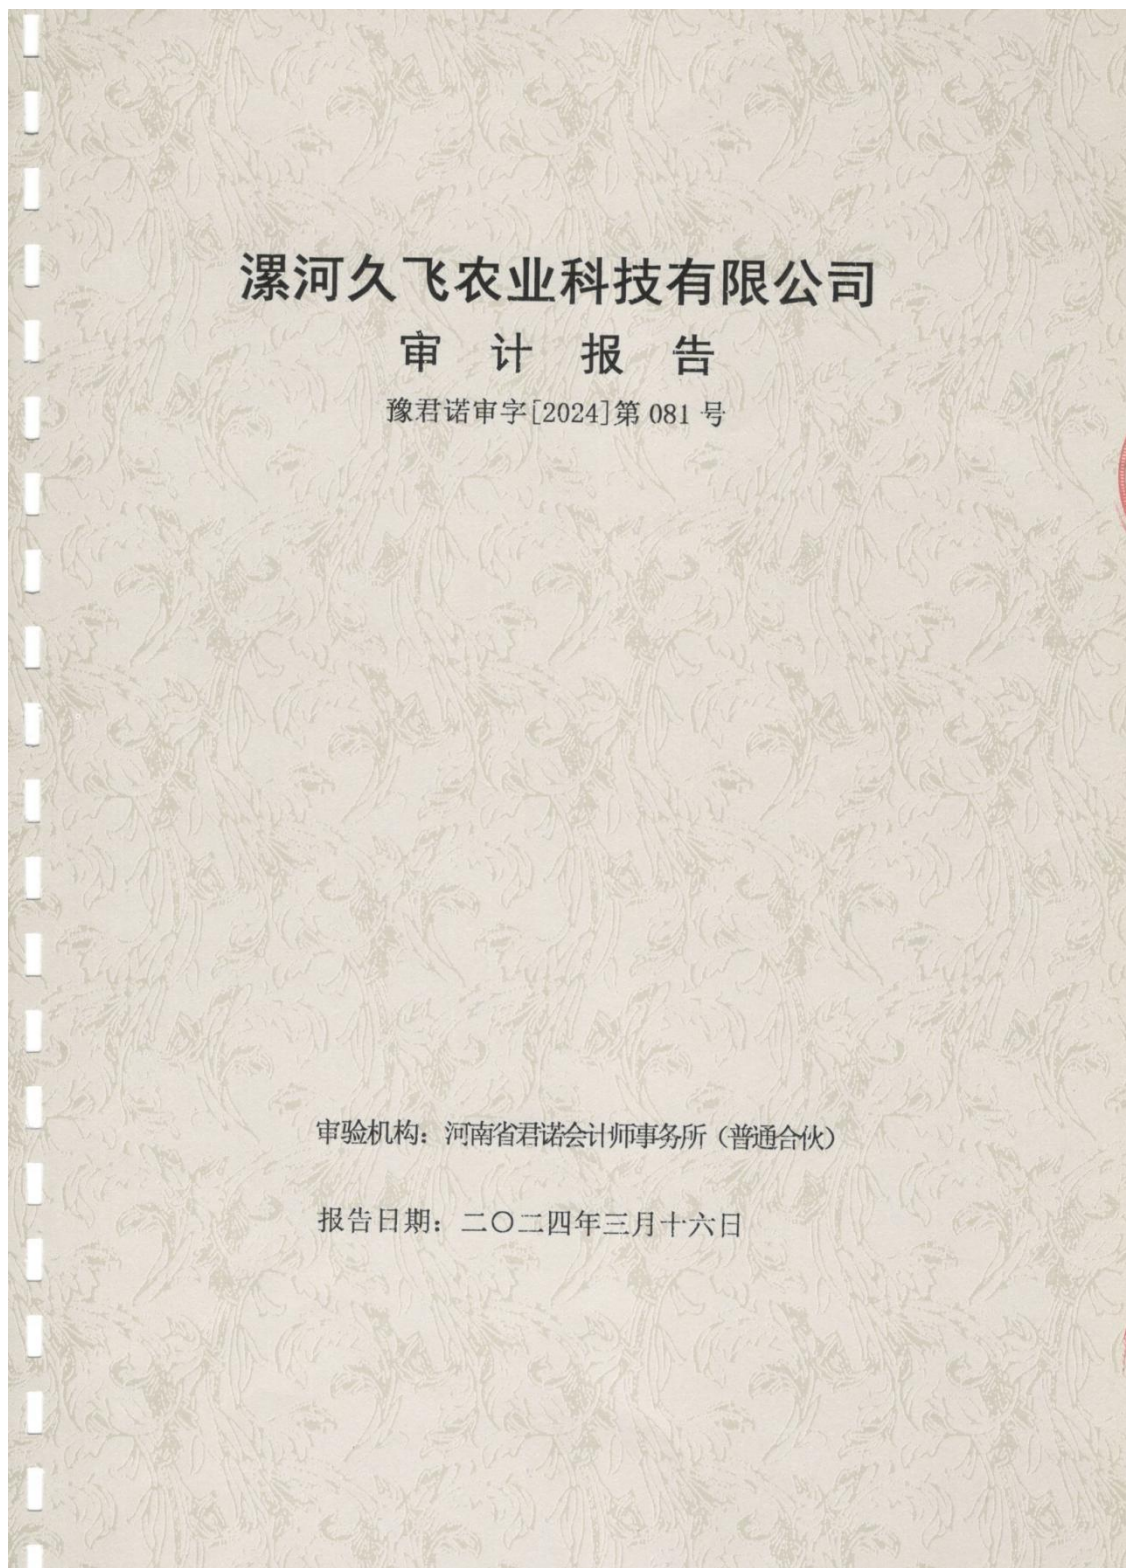 漯河久飞农业科技有限公司
审 计 报 告
豫君诺审字[2024]第 081 号
审验机构：河南省君诺会计师事务所（普通合伙）
报告日期：二〇二四年三月十六日